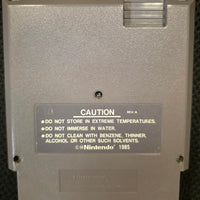 CAUTION
REV-A
•DO NOT STORE IN EXTREME TEMPERATURES.
•DO NOT IMMERSE IN WATER.
•DO NOT CLEAN WITH BENZENE, THINNER,
ALCOHOL OR OTHER SUCH SOLVENTS.
©Nintendo® 1985